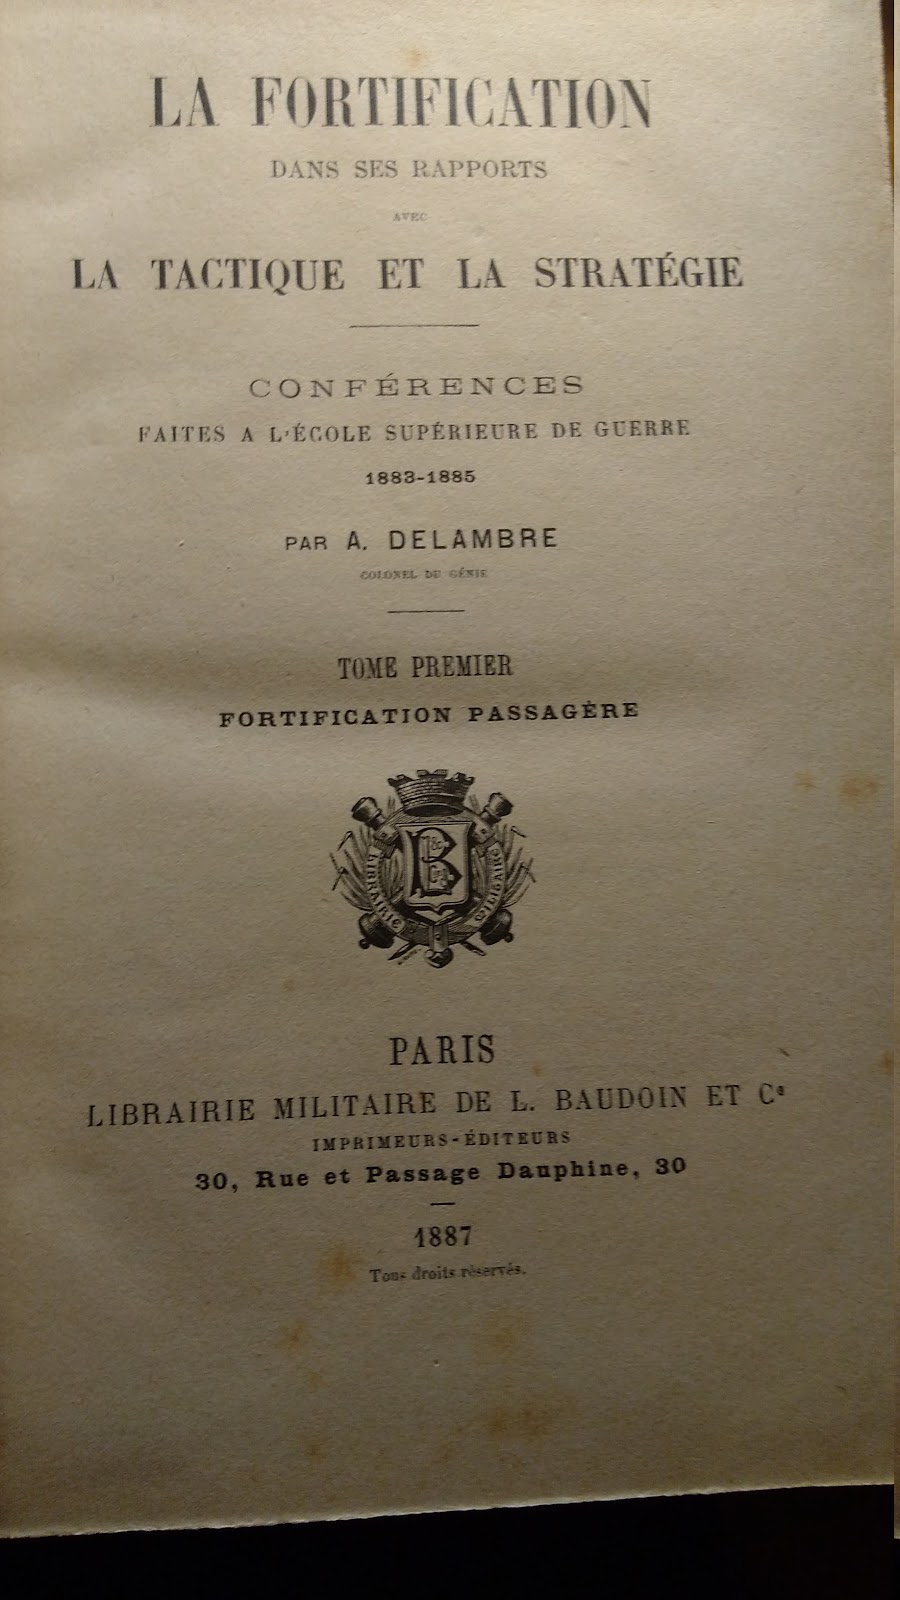 LA FORTIFICATION
DANS SES RAPPORTS
AVEC
LA TACTIQUE ET LA STRATÉGIE
CONFÉRENCES
FAITES A L'ÉCOLE SUPÉRIEURE DE GUERRE
1883-1885
PAR A. DELAMBRE
COLONEL DU GÉNIE
TOME PREMIER
FORTIFICATION PASSAGÈRE
LIBRAIRIE MILITAIRE
PARIS
LIBRAIRIE MILITAIRE DE L. BAUDOIN ET Cᵉ
IMPRIMEURS-ÉDITEURS
30, Rue et Passage Dauphine, 30
1887
Tous droits réservés.